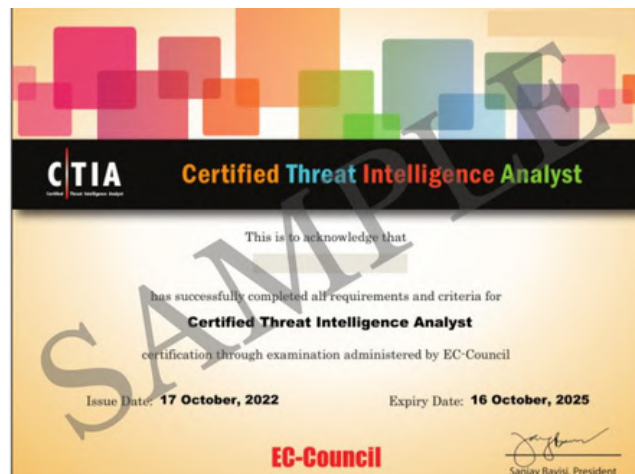 C|TIA
Certified Threat Intelligence Analyst
Certified Threat Intelligence Analyst
This is to acknowledge that
has successfully completed all requirements and criteria for
Certified Threat Intelligence Analyst
certification through examination administered by EC-Council
Issue Date: 17 October, 2022 Expiry Date: 16 October, 2025
EC-Council
Sanjay Bavisi, President
SAMPLE